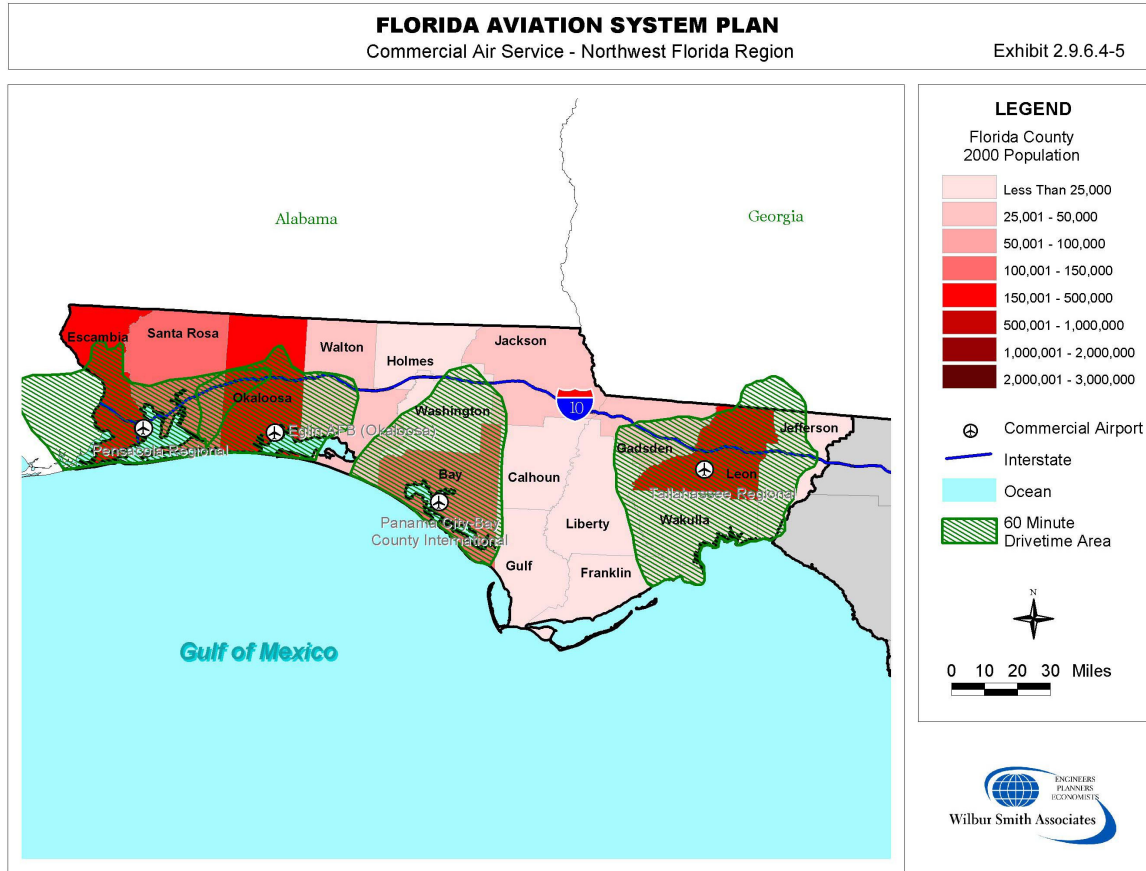 FLORIDA AVIATION SYSTEM PLAN
Commercial Air Service - Northwest Florida Region
Exhibit 2.9.6.4-5
Alabama
Georgia
Escambia
Santa Rosa
Walton
Holmes
Jackson
Okaloosa
Washington
10
Jefferson
Eglin AFB (Okaloosa)
Pensacola Regional
Gadsden
Bay
Calhoun
Leon
Tallahassee Regional
Panama City-Bay
County International
Liberty
Wakulla
Gulf
Franklin
Gulf of Mexico
LEGEND
Florida County
2000 Population
Less Than 25,000
25,001 - 50,000
50,001 - 100,000
100,001 - 150,000
150,001 - 500,000
500,001 - 1,000,000
1,000,001 - 2,000,000
2,000,001 - 3,000,000
Commercial Airport
Interstate
Ocean
60 Minute
Drivetime Area
N
0 10 20 30 Miles
ENGINEERS
PLANNERS
ECONOMISTS
Wilbur Smith Associates